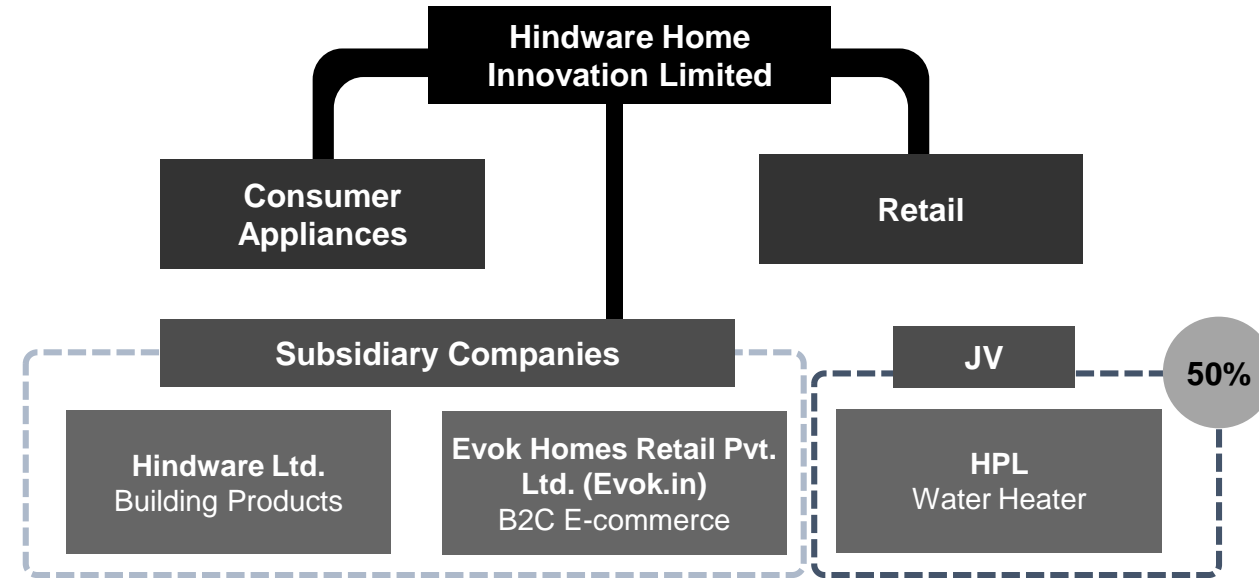 Hindware Home
Innovation Limited
Consumer
Appliances
Retail
Subsidiary Companies
JV
50%
Hindware Ltd.
Building Products
Evok Homes Retail Pvt.
Ltd. (Evok.in)
B2C E-commerce
HPL
Water Heater